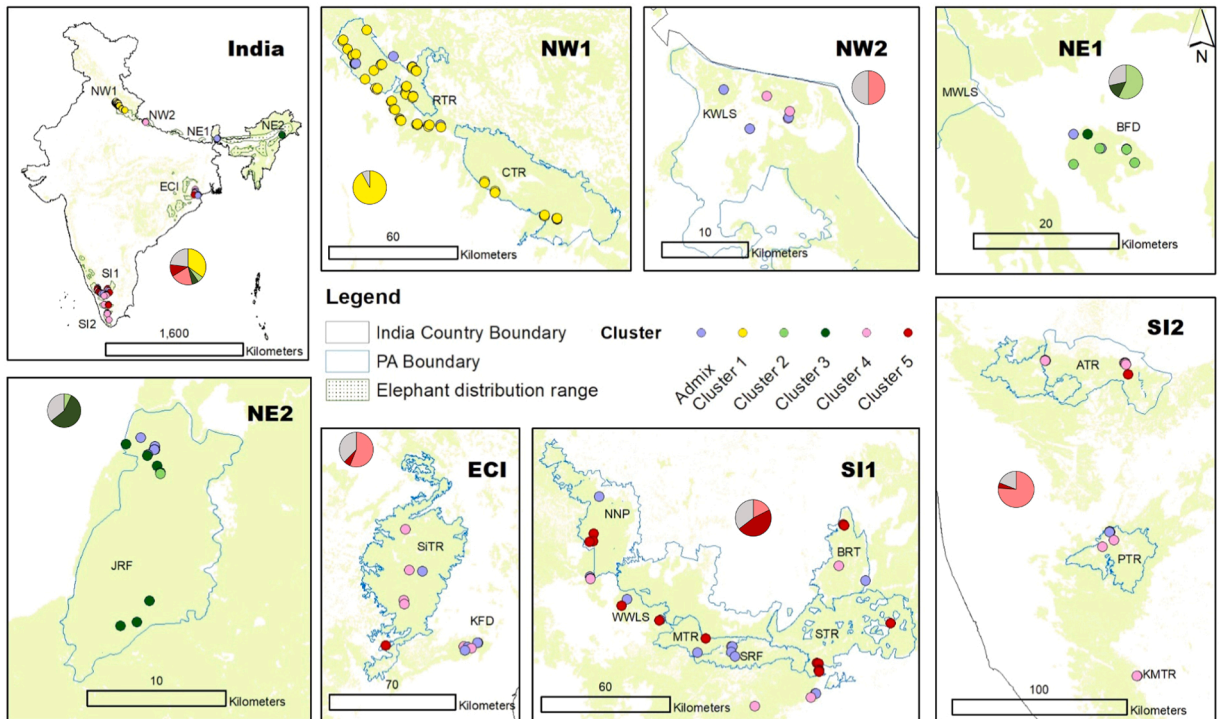 India
NW1
NW2
NE1
NE2
ECI
SI1
SI2
1,600
Kilometers
NW1
RTR
CTR
60
Kilometers
NW2
KWLS
10
Kilometers
NE1
N
MWLS
BFD
20
Kilometers
Legend
India Country Boundary
PA Boundary
Elephant distribution range
Cluster
Admix
Cluster 1
Cluster 2
Cluster 3
Cluster 4
Cluster 5
NE2
JRF
10
Kilometers
ECI
SiTR
KFD
70
Kilometers
SI1
NNP
BRT
WWLS
MTR
SRF
STR
60
Kilometers
SI2
ATR
PTR
KMTR
100
Kilometers